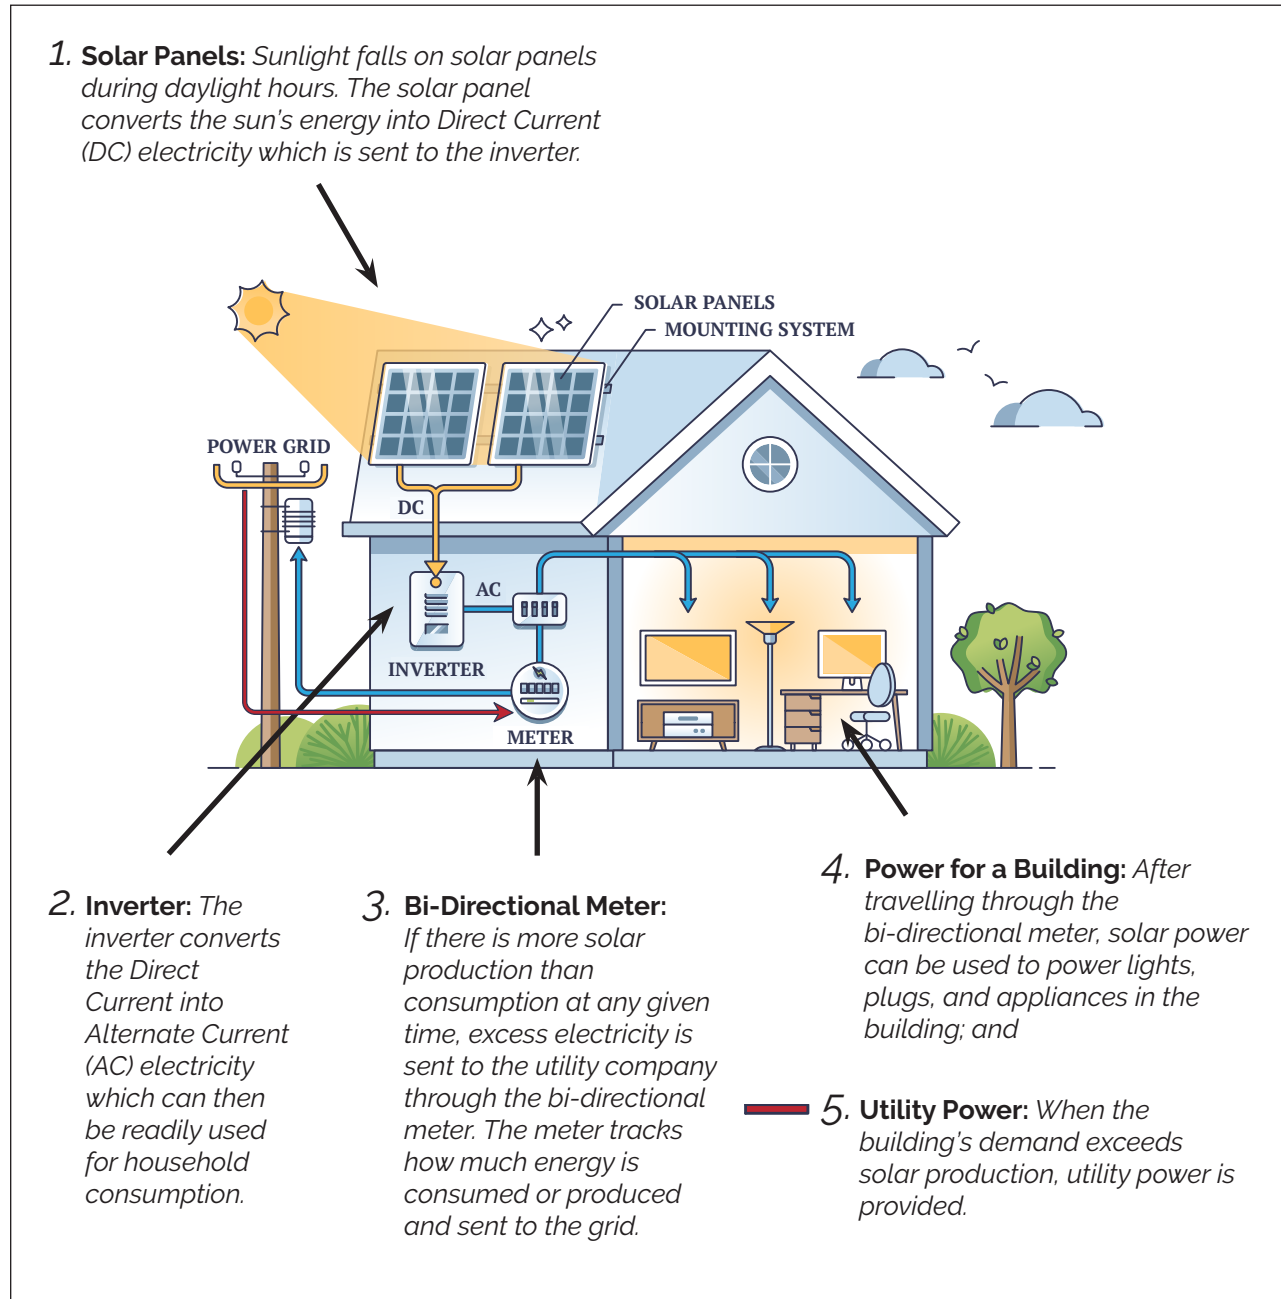 1. Solar Panels: Sunlight falls on solar panels
during daylight hours. The solar panel
converts the sun's energy into Direct Current
(DC) electricity which is sent to the inverter.
SOLAR PANELS
MOUNTING SYSTEM
POWER GRID
DC
AC
INVERTER
METER
2. Inverter: The
inverter converts
the Direct
Current into
Alternate Current
(AC) electricity
which can then
be readily used
for household
consumption.
3. Bi-Directional Meter:
If there is more solar
production than
consumption at any given
time, excess electricity is
sent to the utility company
through the bi-directional
meter. The meter tracks
how much energy is
consumed or produced
and sent to the grid.
4. Power for a Building: After
travelling through the
bi-directional meter, solar power
can be used to power lights,
plugs, and appliances in the
building; and
5. Utility Power: When the
building's demand exceeds
solar production, utility power is
provided.